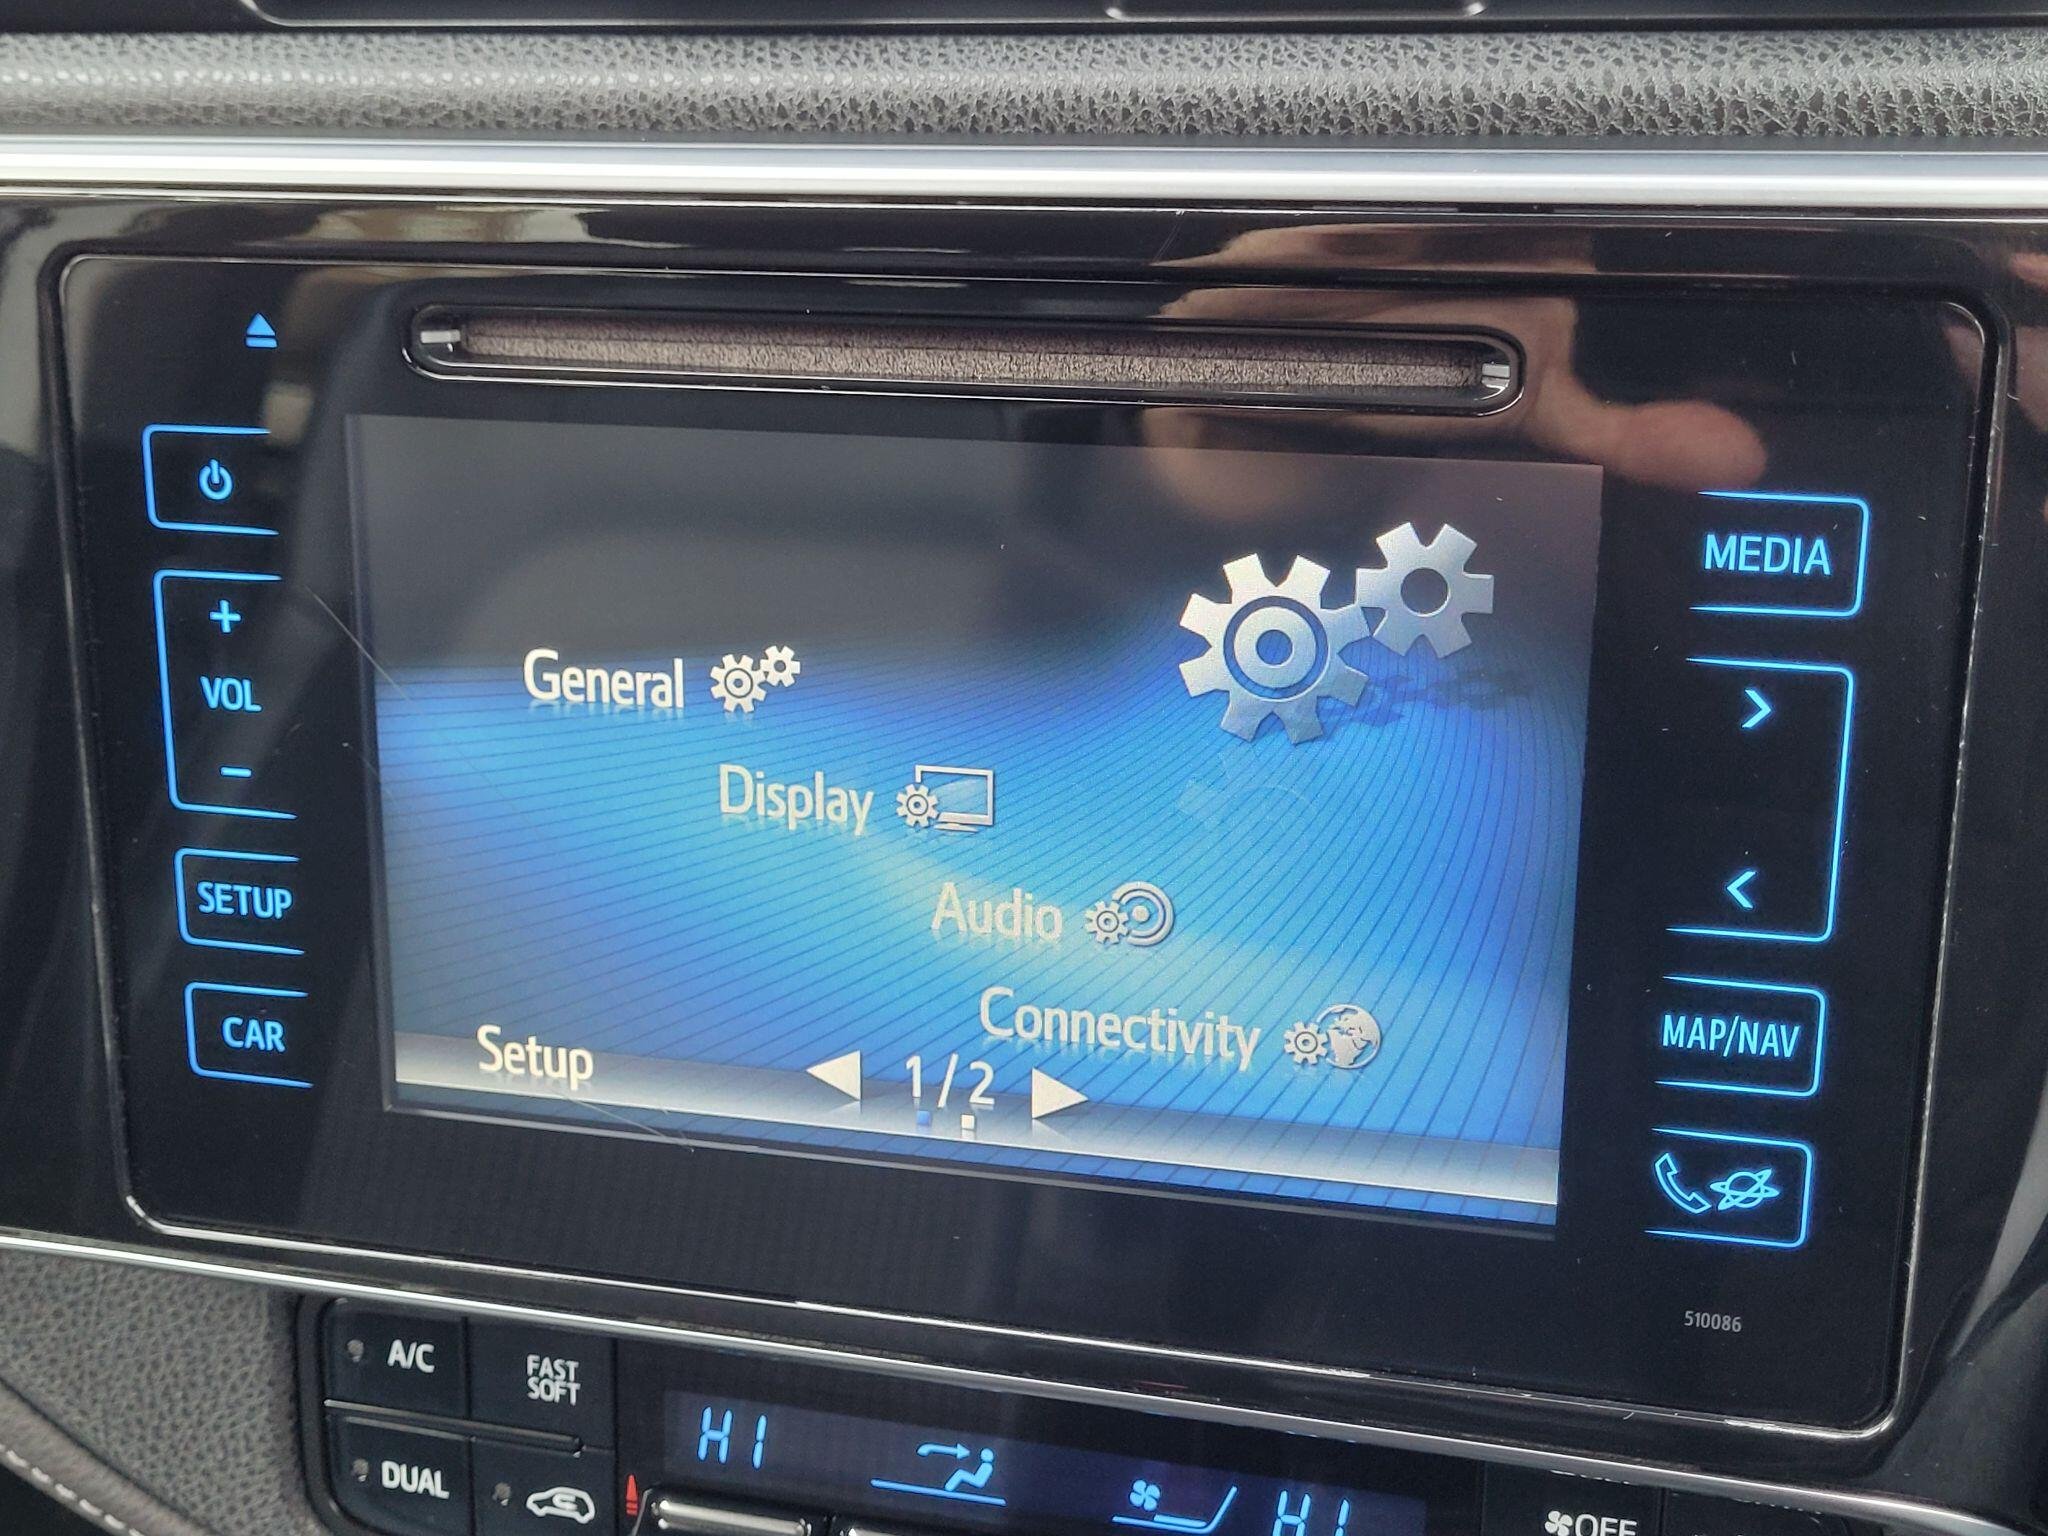 MEDIA
General
+
VOL
-
Display
SETUP
Audio
CAR
Connectivity
MAP/NAV
Setup
1/2
510086
A/C
FAST
SOFT
HI
DUAL
HI
OFF